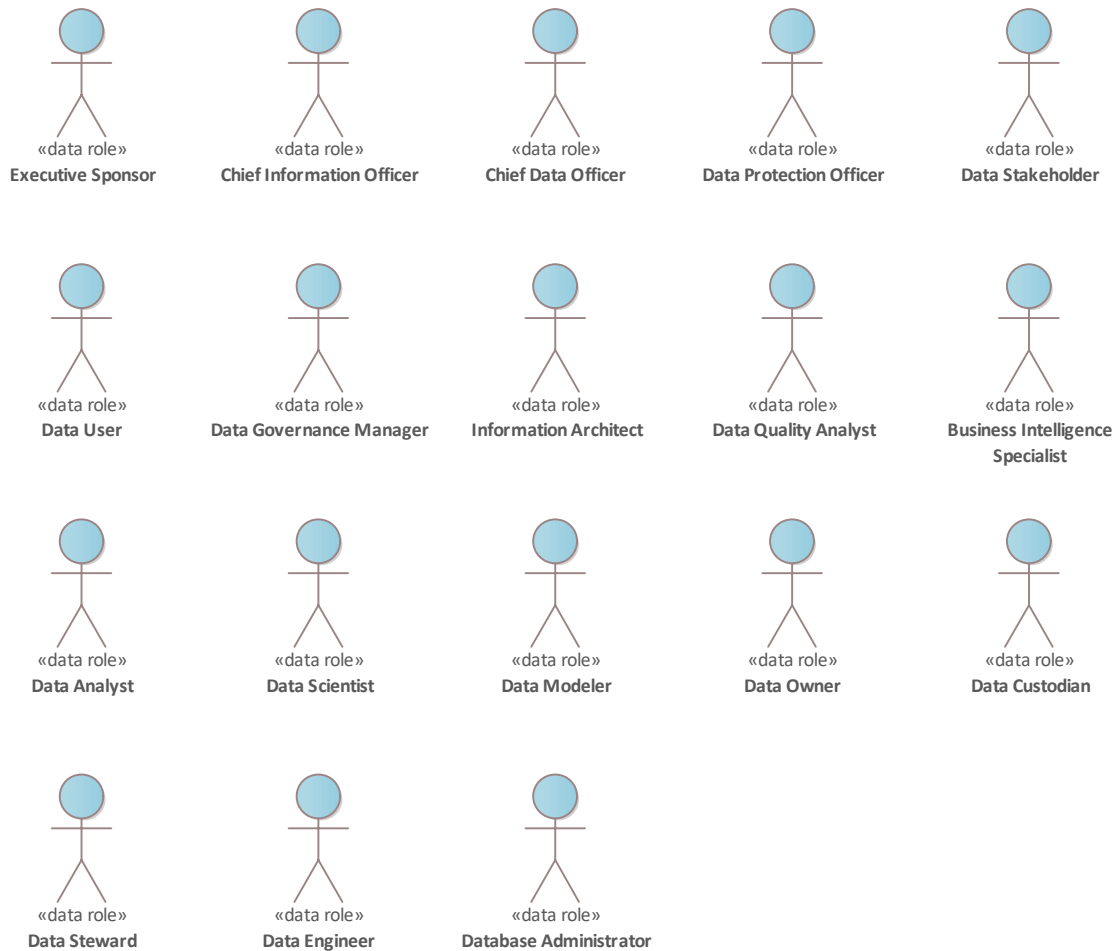 «data role» «data role» «data role» «data role» «data role»
Executive Sponsor Chief Information Officer Chief Data Officer Data Protection Officer Data Stakeholder
«data role» «data role» «data role» «data role» «data role»
Data User Data Governance Manager Information Architect Data Quality Analyst Business Intelligence
Specialist
«data role» «data role» «data role» «data role» «data role»
Data Analyst Data Scientist Data Modeler Data Owner Data Custodian
«data role» «data role» «data role»
Data Steward Data Engineer Database Administrator